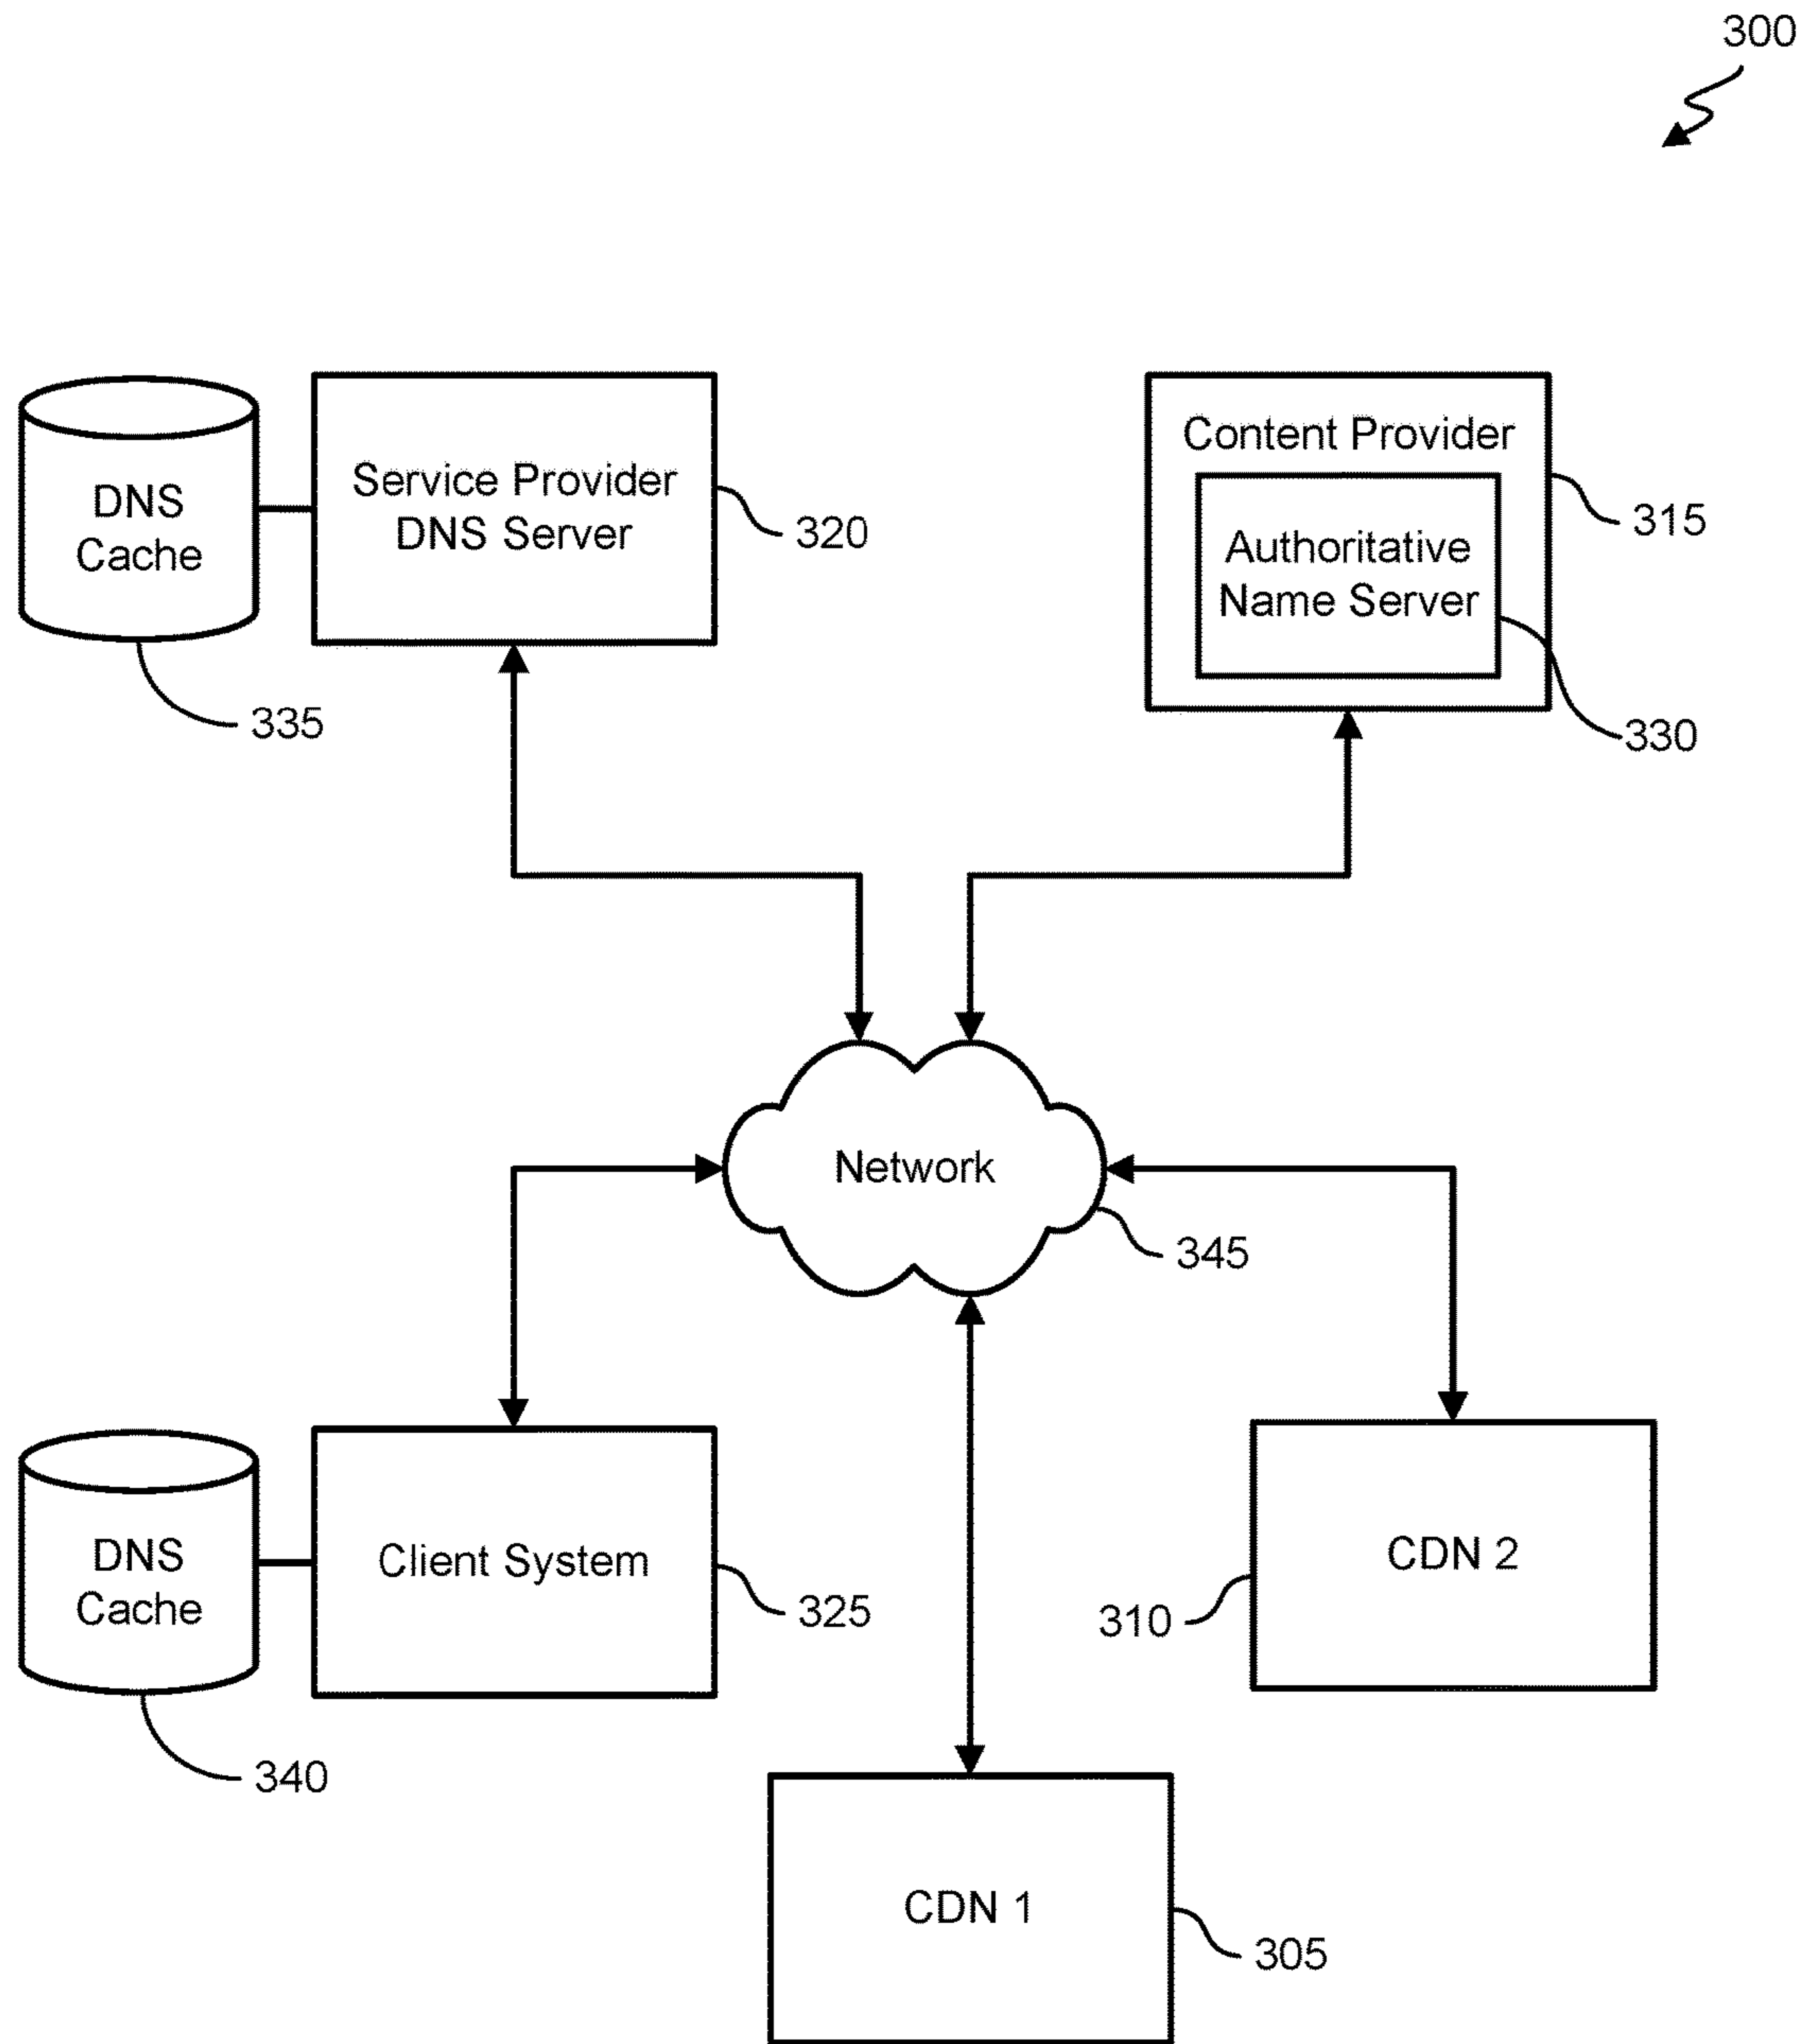 300
DNS
Cache
335
Service Provider
DNS Server
320
Content Provider
315
Authoritative
Name Server
330
Network
345
DNS
Cache
340
Client System
325
CDN 2
310
CDN 1
305